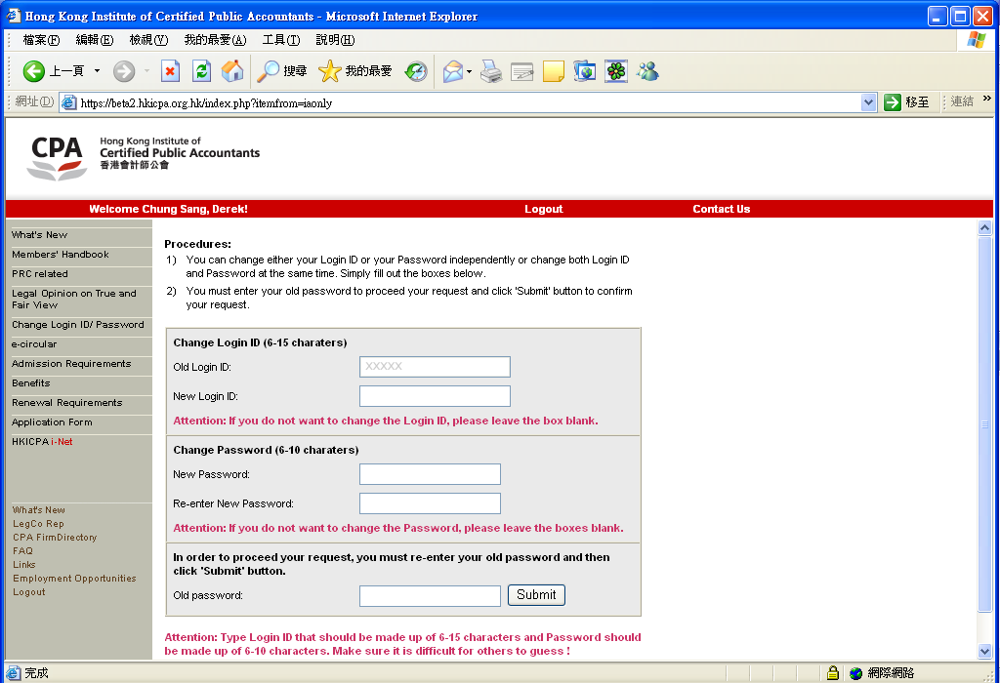 Hong Kong Institute of Certified Public Accountants - Microsoft Internet Explorer
檔案(F) 編輯(E) 檢視(V) 我的最愛(A) 工具(T) 說明(H)
上一頁 搜尋 我的最愛
網址(D) https://beta2.hkicpa.org.hk/index.php?itemfrom=iaonly 移至 連結 »
CPA
Hong Kong Institute of
Certified Public Accountants
香港會計師公會
Welcome Chung Sang, Derek! Logout Contact Us
What's New
Members' Handbook
PRC related
Legal Opinion on True and
Fair View
Change Login ID/ Password
e-circular
Admission Requirements
Benefits
Renewal Requirements
Application Form
HKICPA i-Net
What's New
LegCo Rep
CPA FirmDirectory
FAQ
Links
Employment Opportunities
Logout
Procedures:
1) You can change either your Login ID or your Password independently or change both Login ID
and Password at the same time. Simply fill out the boxes below.
2) You must enter your old password to proceed your request and click 'Submit' button to confirm
your request.
Change Login ID (6-15 charaters)
Old Login ID: XXXXX
New Login ID:
Attention: If you do not want to change the Login ID, please leave the box blank.
Change Password (6-10 charaters)
New Password:
Re-enter New Password:
Attention: If you do not want to change the Password, please leave the boxes blank.
In order to proceed your request, you must re-enter your old password and then
click 'Submit' button.
Old password: Submit
Attention: Type Login ID that should be made up of 6-15 characters and Password should
be made up of 6-10 characters. Make sure it is difficult for others to guess !
完成 網際網路